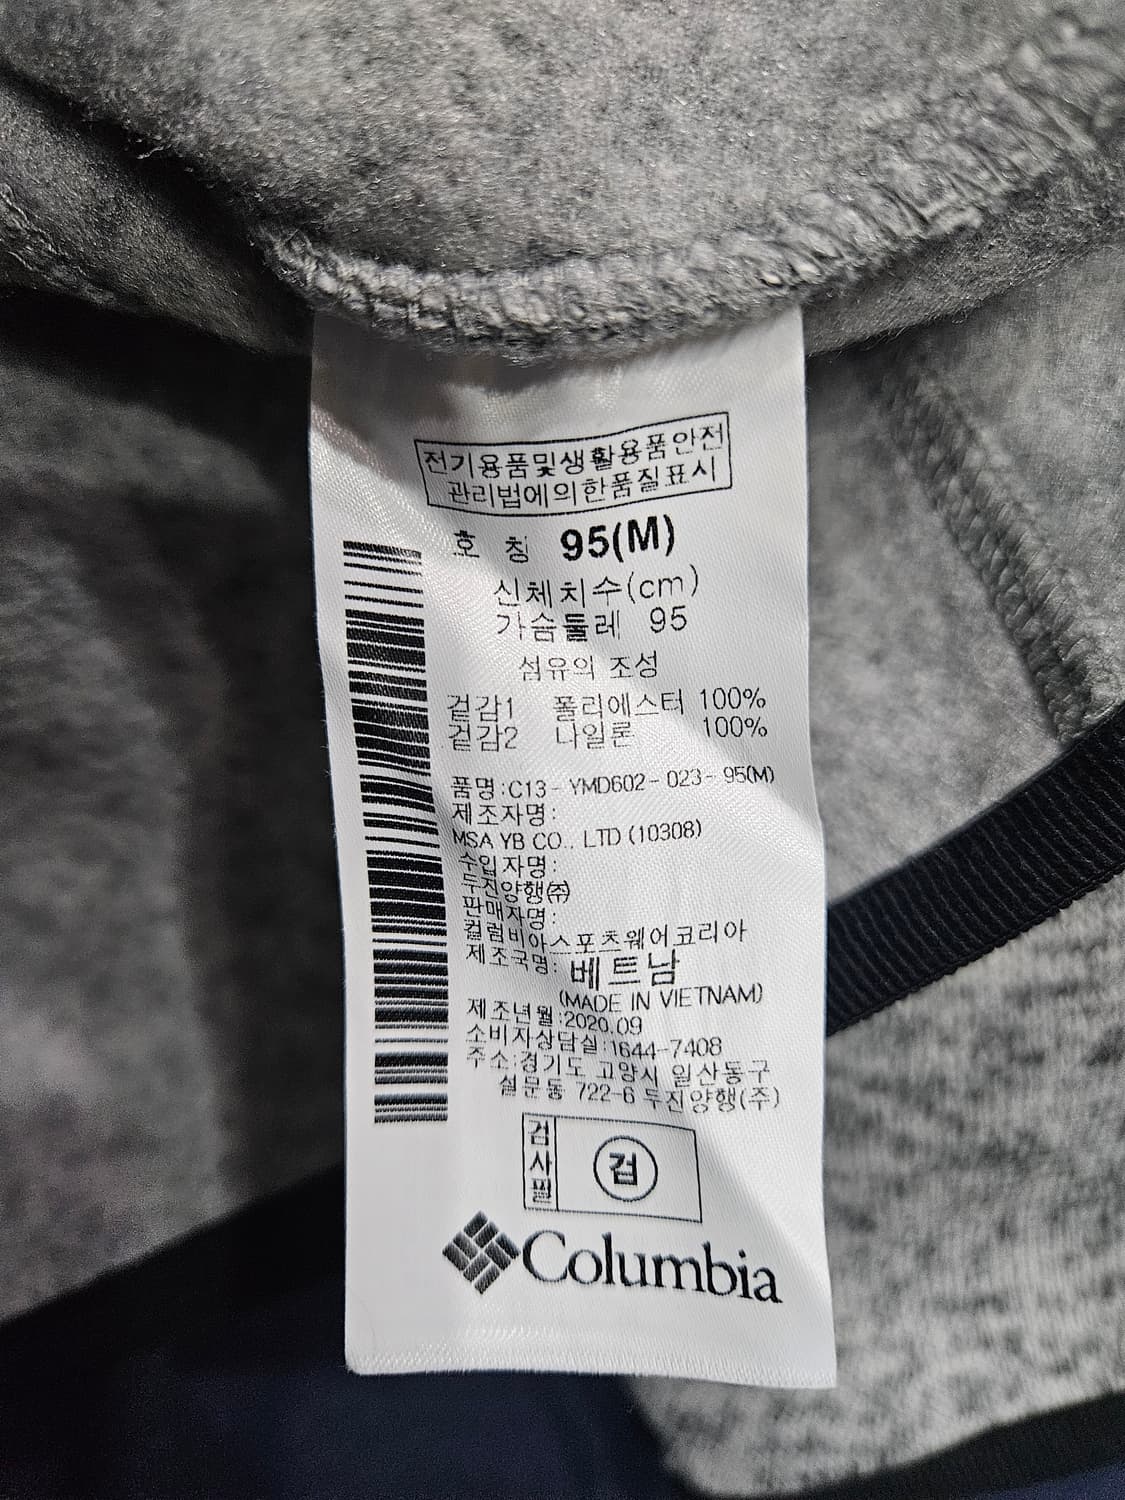 전기용품및생활용품안전
관리법에의한품질표시
호 칭 95(M)
신체치수(cm)
가슴둘레 95
섬유의 조성
겉감1 폴리에스터 100%
겉감2 나일론 100%
품명:C13-YMD602-023-95(M)
제조자명:
MSA YB CO., LTD (10308)
수입자명:
두진양행㈜
판매자명:
컬럼비아스포츠웨어코리아
제조국명: 베트남
(MADE IN VIETNAM)
제조년월:2020.09
소비자상담실:1644-7408
주소:경기도 고양시 일산동구
설문동 722-6 두진양행(주)
검사필
검
Columbia